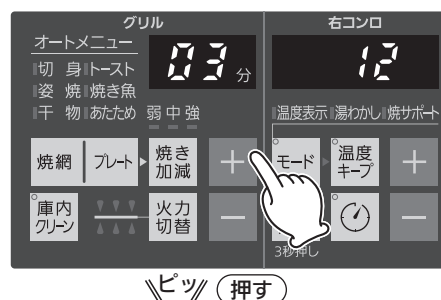 グリル
右コンロ
オートメニュー
切 身 トースト
姿 焼 焼き魚
干 物 あたため
弱 中 強
03 分
12
温度表示 湯わかし 焼サポート
焼網 プレート 焼き加減 +
モード 温度キープ +
庫内クリーン 火力切替 −
−
3秒押し
ピッ 押す